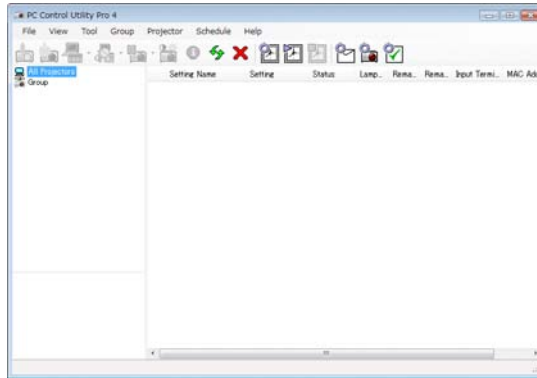 PC Control Utility Pro 4
File View Tool Group Projector Schedule Help
All Projectors
Group
Setting Name Setting Status Lamp... Rema... Rema... Input Termi... MAC Add